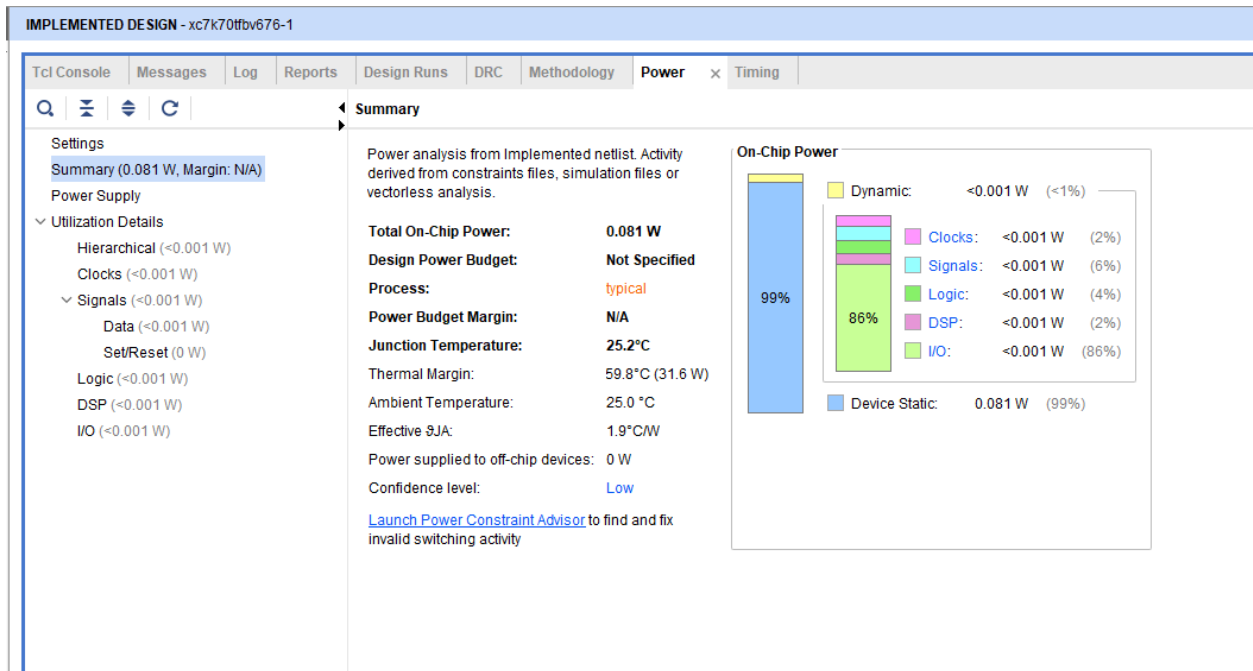 IMPLEMENTED DESIGN - xc7k70tfbv676-1
Tcl Console Messages Log Reports Design Runs DRC Methodology Power × Timing
Summary
Settings
Summary (0.081 W, Margin: N/A)
Power Supply
Utilization Details
Hierarchical (<0.001 W)
Clocks (<0.001 W)
Signals (<0.001 W)
Data (<0.001 W)
Set/Reset (0 W)
Logic (<0.001 W)
DSP (<0.001 W)
I/O (<0.001 W)
Power analysis from Implemented netlist. Activity
derived from constraints files, simulation files or
vectorless analysis.
Total On-Chip Power: 0.081 W
Design Power Budget: Not Specified
Process: typical
Power Budget Margin: N/A
Junction Temperature: 25.2°C
Thermal Margin: 59.8°C (31.6 W)
Ambient Temperature: 25.0 °C
Effective ϑJA: 1.9°C/W
Power supplied to off-chip devices: 0 W
Confidence level: Low
Launch Power Constraint Advisor to find and fix
invalid switching activity
On-Chip Power
Dynamic: <0.001 W (<1%)
Clocks: <0.001 W (2%)
Signals: <0.001 W (6%)
Logic: <0.001 W (4%)
DSP: <0.001 W (2%)
I/O: <0.001 W (86%)
99%
86%
Device Static: 0.081 W (99%)